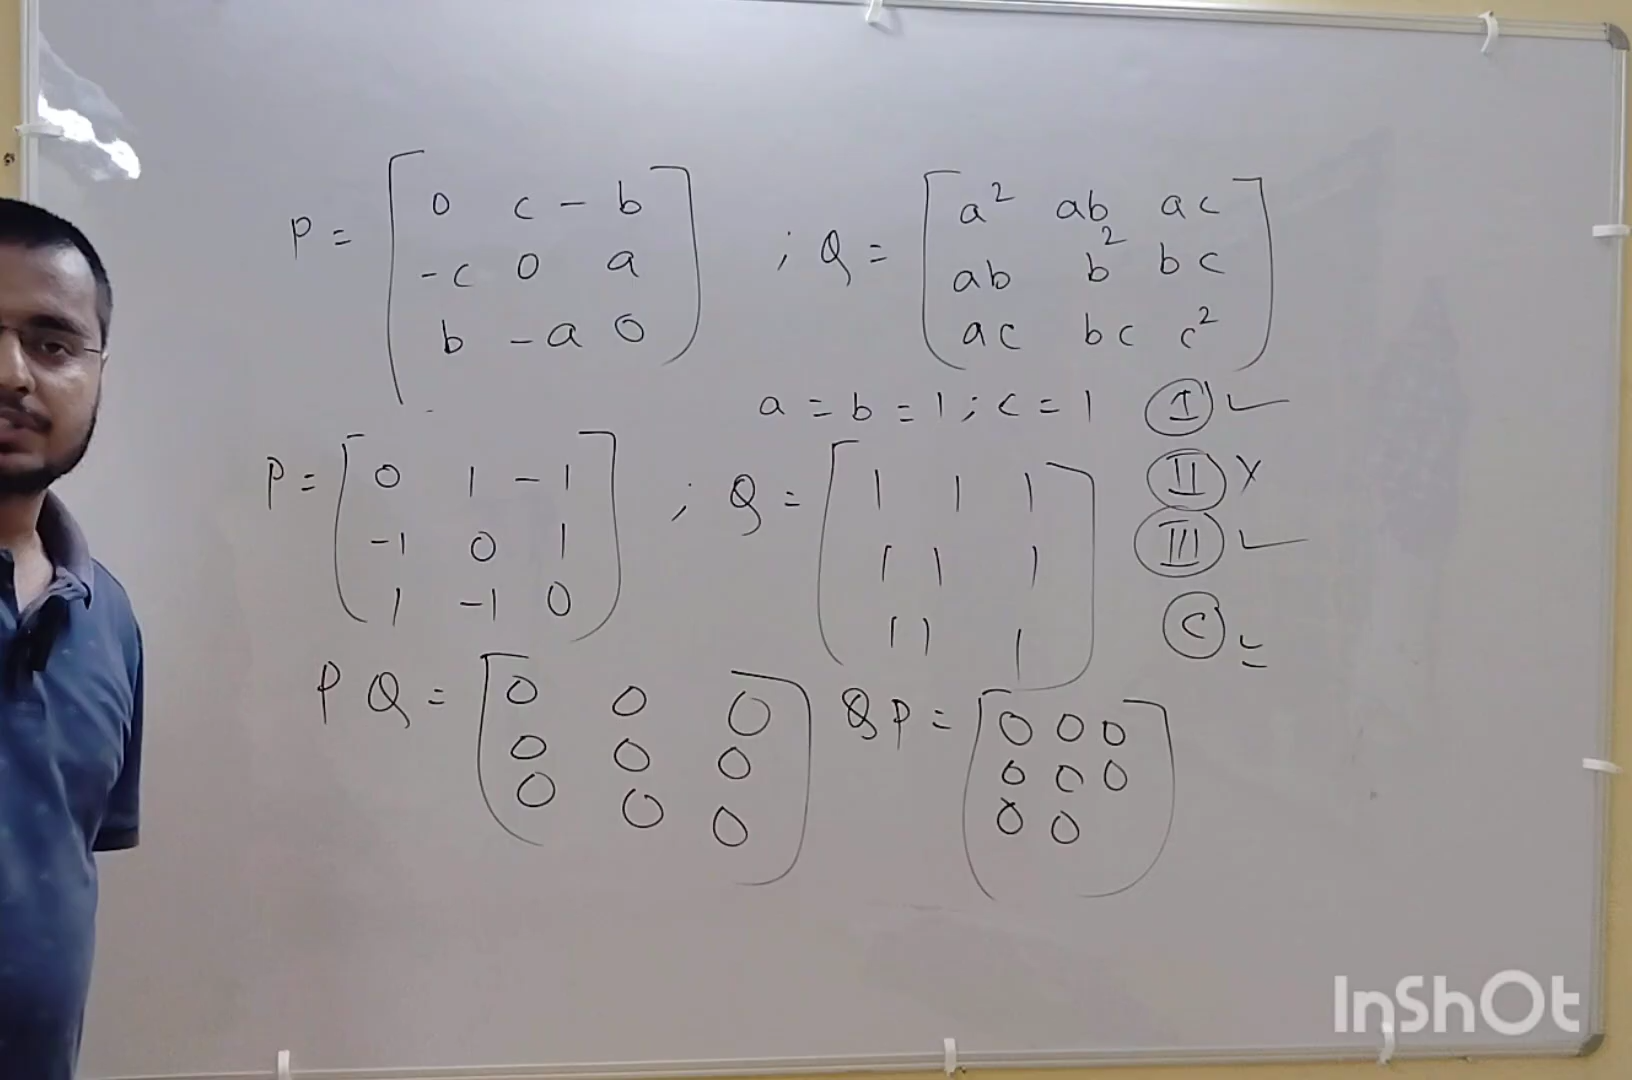 P = [ 0 c - b ; Q = [ a² ab ac
-c 0 a ab b² bc
b - a 0 ] ac bc c² ]
a = b = 1 ; c = 1 I ✓
P = [ 0 1 - 1 ; Q = [ 1 1 1 II ×
-1 0 1 1 1 1 III ✓
1 -1 0 ] 1 1 1 ] C =
PQ = [ 0 0 0 QP = [ 0 0 0
0 0 0 0 0 0
0 0 0 ] 0 0 ]
InShOt